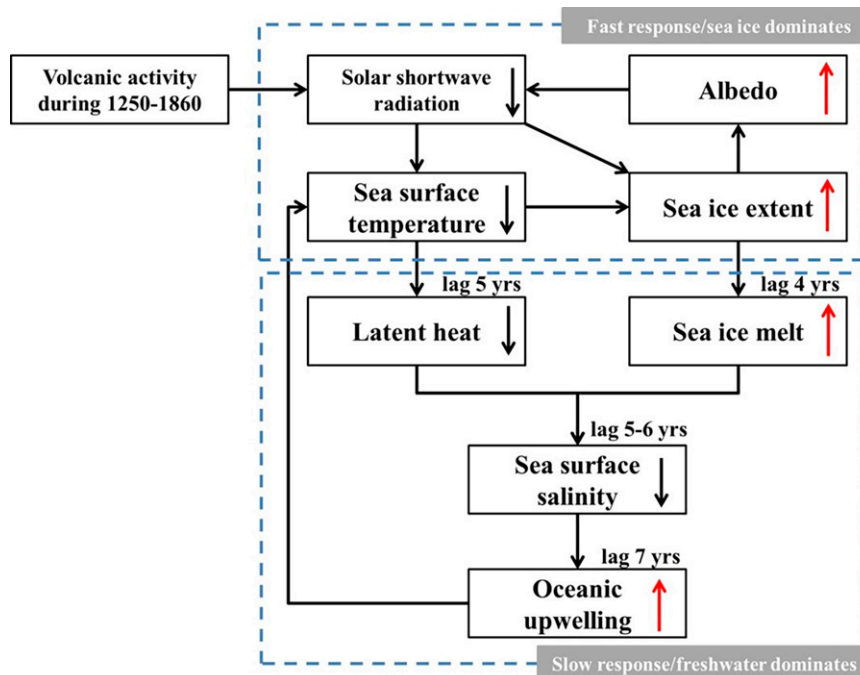 Fast response/sea ice dominates
Volcanic activity
during 1250-1860
Solar shortwave
radiation
Albedo
Sea surface
temperature
Sea ice extent
lag 5 yrs
lag 4 yrs
Latent heat
Sea ice melt
lag 5-6 yrs
Sea surface
salinity
lag 7 yrs
Oceanic
upwelling
Slow response/freshwater dominates